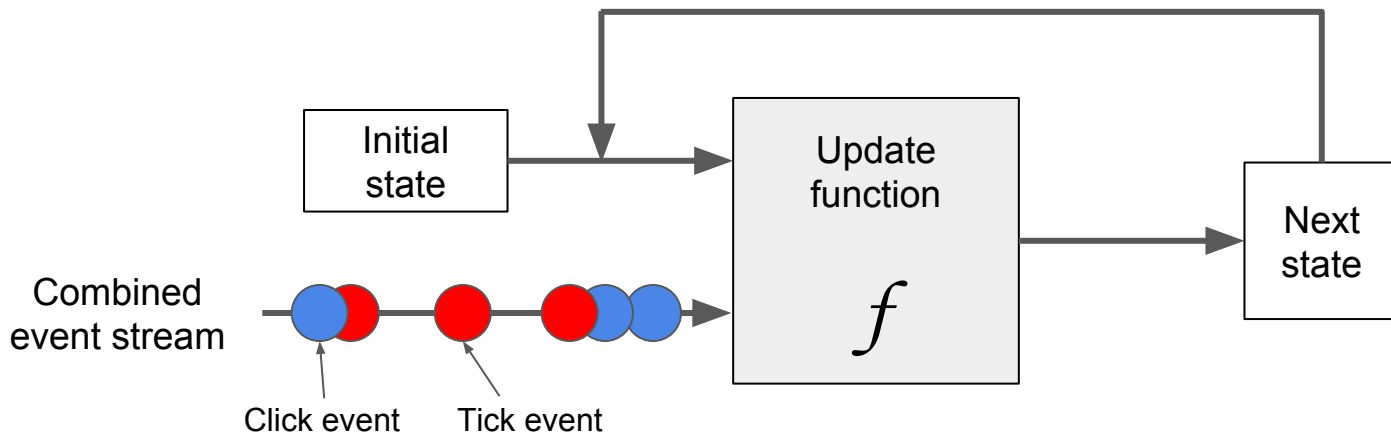 Initial
state
Update
function
f
Next
state
Combined
event stream
Click event
Tick event